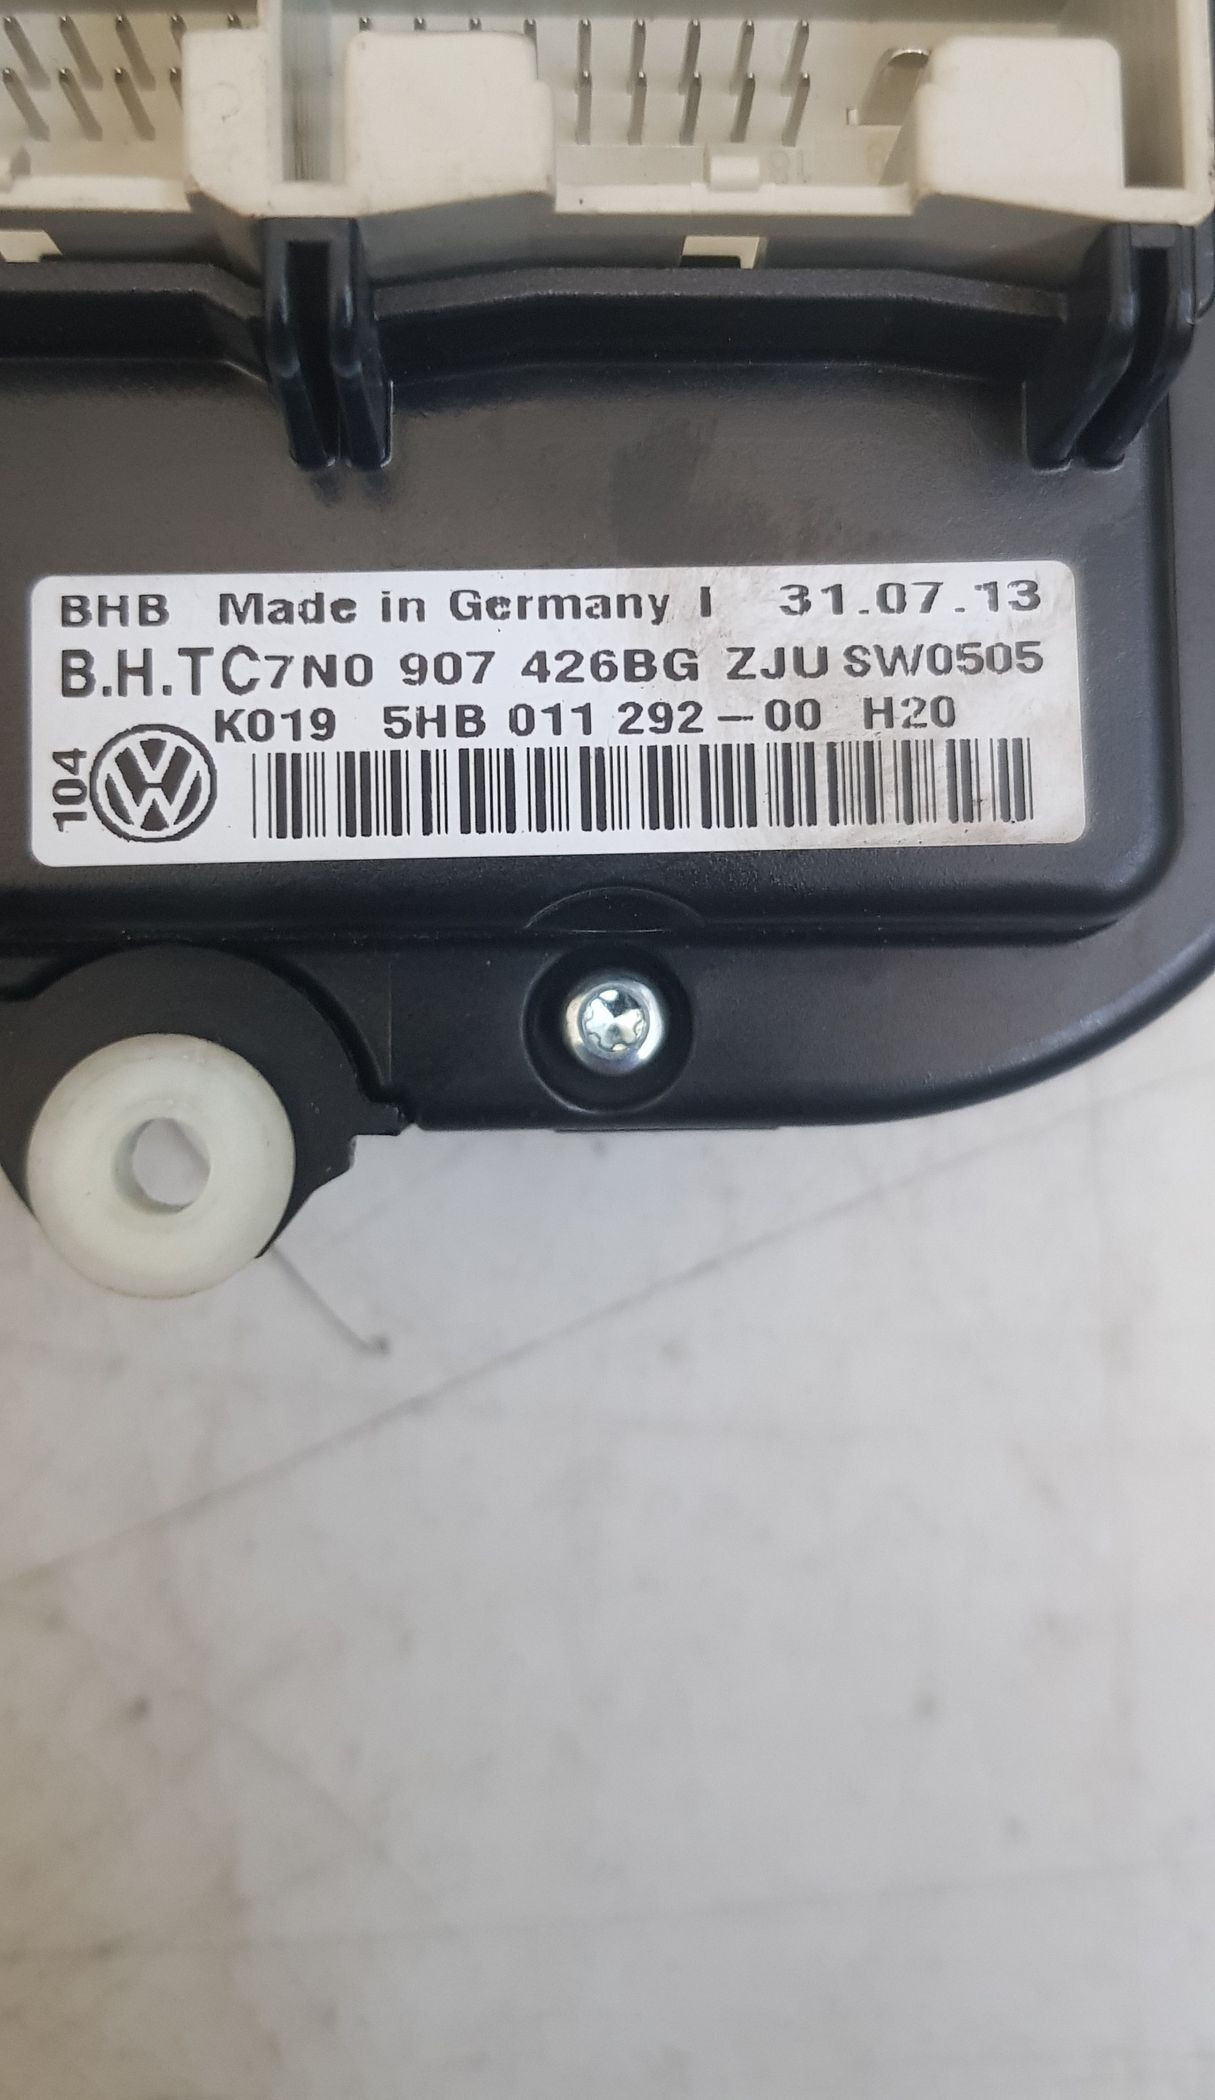 BHB Made in Germany I 31.07.13
B.H.TC7N0 907 426BG ZJU SW0505
K019 5HB 011 292-00 H20
104